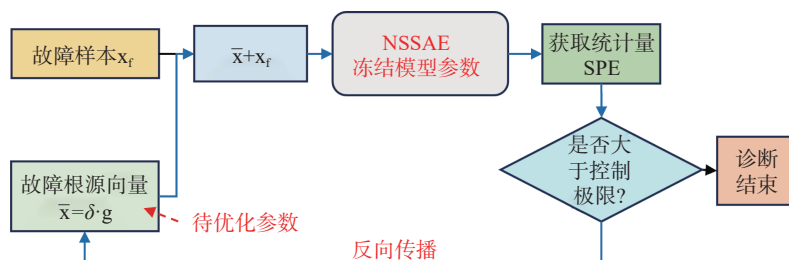 故障样本x_f
x̄+x_f
NSSAE
冻结模型参数
获取统计量
SPE
是否大
于控制
极限?
诊断
结束
故障根源向量
x̄=δ·g
待优化参数
反向传播